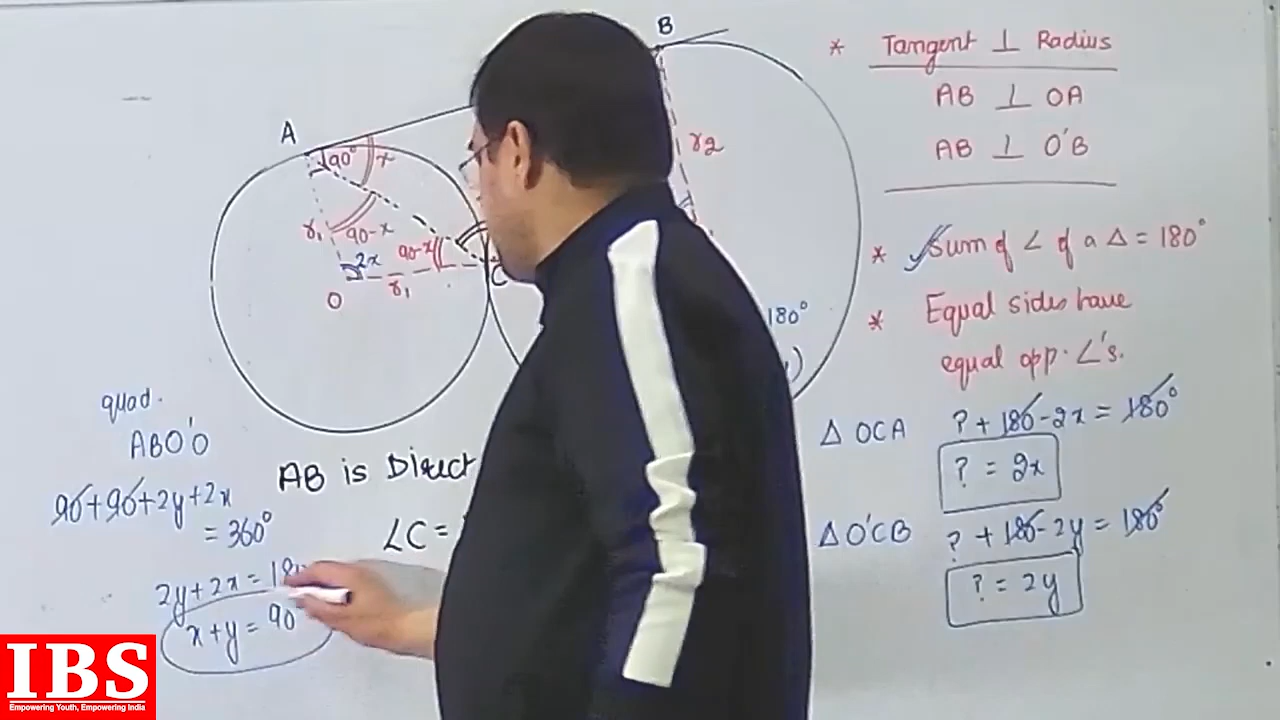 B
* Tangent ⊥ Radius
AB ⊥ OA
AB ⊥ O'B
A
90° x
r₂
r₁ 90-x
90-x
2x
r₁
O
C
* Sum of ∠ of a Δ = 180°
* Equal sides have
equal opp. ∠'s.
180°
)
quad.
ABO'O
90+90+2y+2x
= 360°
2y+2x = 180
x+y = 90
AB is Direct
∠C =
Δ OCA ? + 180 - 2x = 180°
? = 2x
Δ O'CB ? + 180 - 2y = 180°
? = 2y
IBS
Empowering Youth, Empowering India